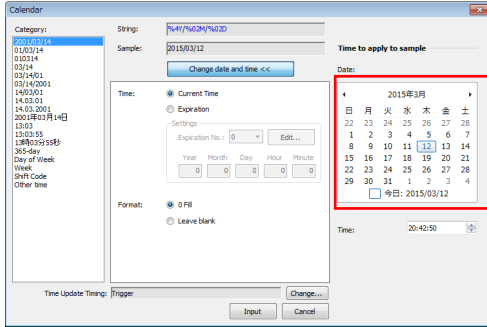 Calendar
Category:
2001/03/14
01/03/14
010314
03/14
03/14/01
03/14/2001
14/03/01
14.03.01
14.03.2001
2001年03月14日
13:03
13:03:55
13時03分55秒
365-day
Day of Week
Week
Shift Code
Other time
String:
%4Y/%02M/%02D
Sample:
2015/03/12
Change date and time <<
Time:
Current Time
Expiration
Settings
Expiration No.: 0 Edit...
Year Month Day Hour Minute
0 0 0 0 0
Format:
0 Fill
Leave blank
Time to apply to sample
Date:
2015年3月
日 月 火 水 木 金 土
22 23 24 25 26 27 28
1 2 3 4 5 6 7
8 9 10 11 12 13 14
15 16 17 18 19 20 21
22 23 24 25 26 27 28
29 30 31 1 2 3 4
今日: 2015/03/12
Time: 20:42:50
Time Update Timing: Trigger Change...
Input Cancel